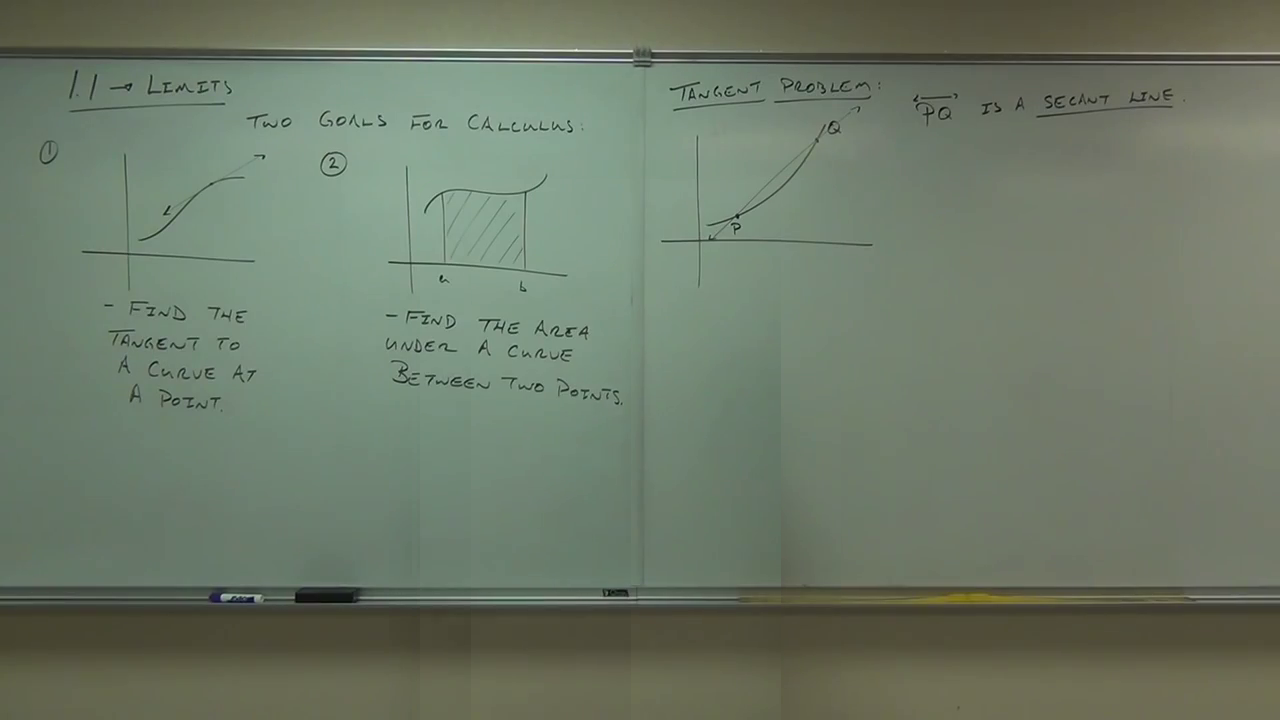 1.1 → LIMITS
TWO GOALS FOR CALCULUS:
①
- FIND THE
TANGENT TO
A CURVE AT
A POINT.
②
a b
- FIND THE AREA
UNDER A CURVE
BETWEEN TWO POINTS.
TANGENT PROBLEM:
Q
P
PQ IS A SECANT LINE.